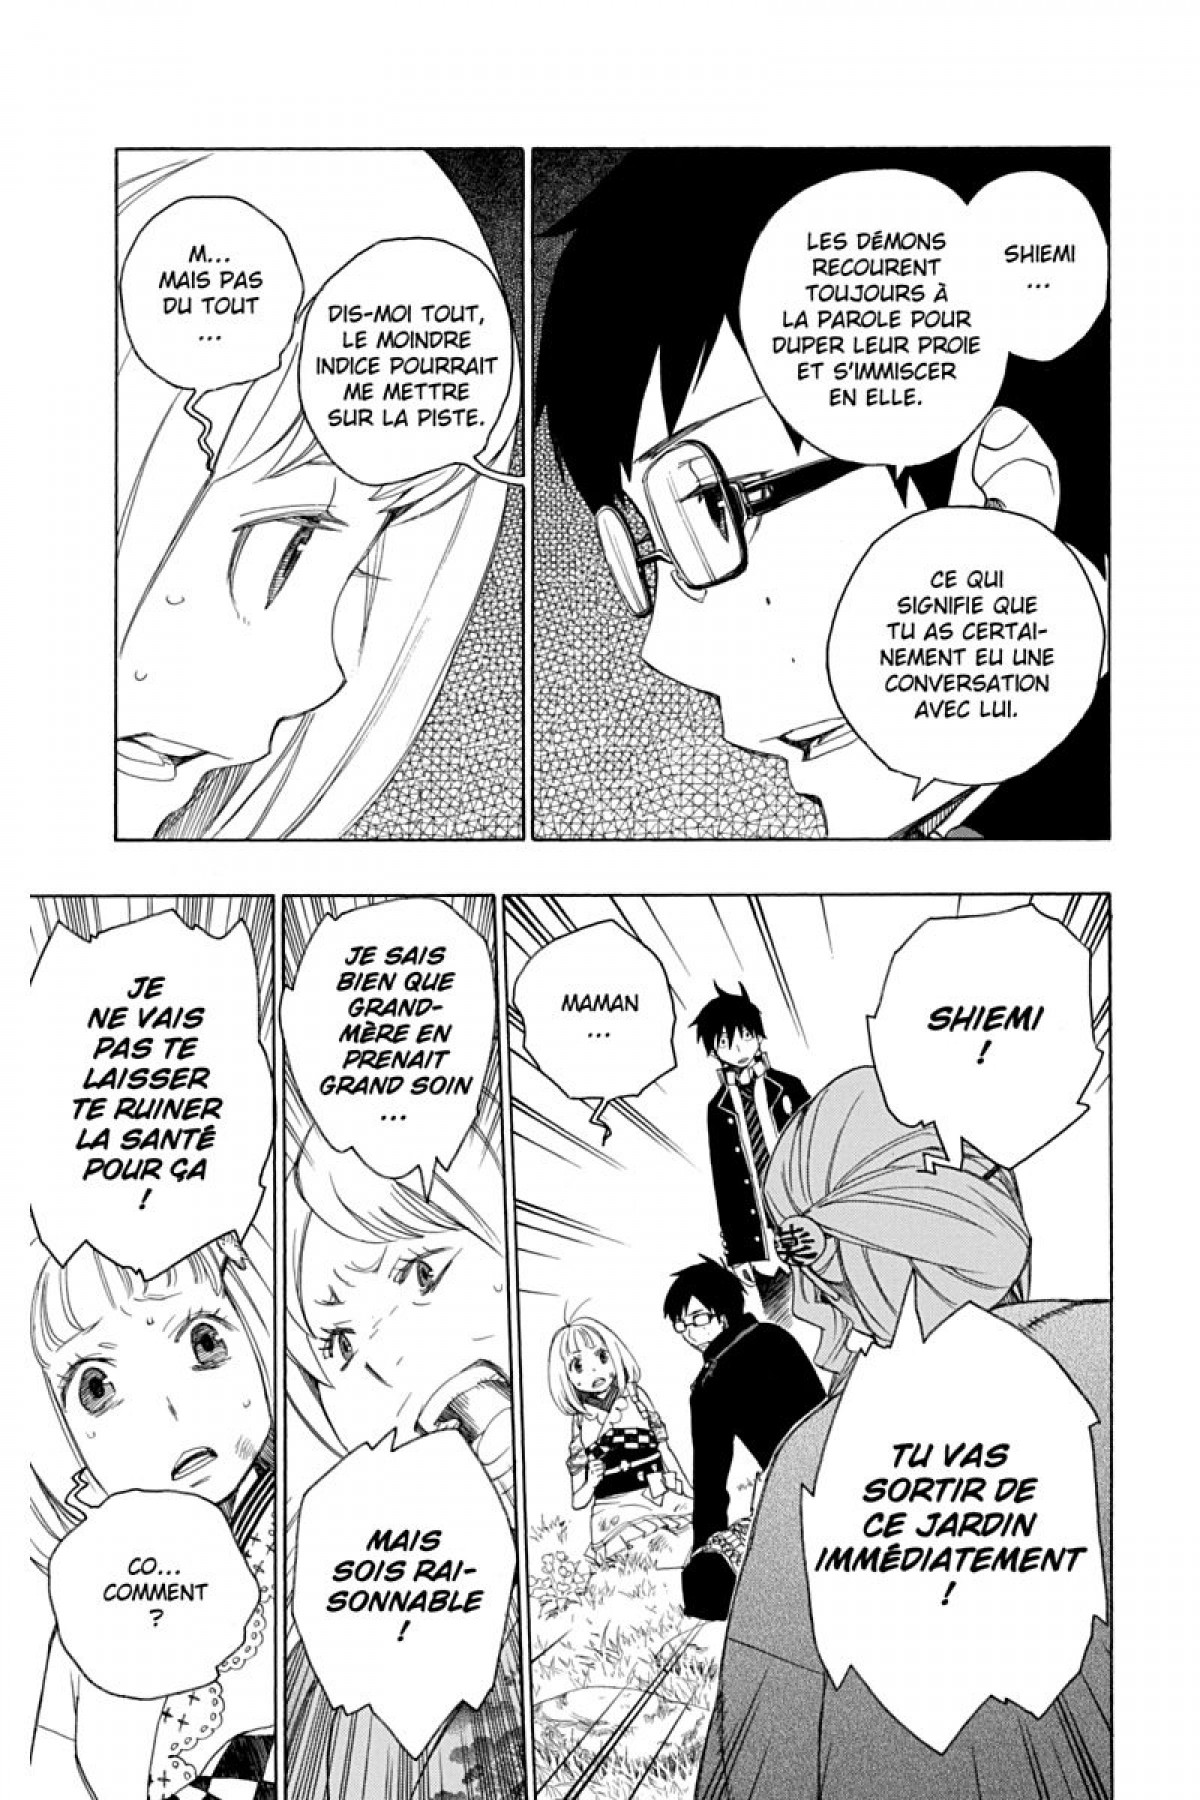 SHIEMI
...
LES DÉMONS
RECOURENT
TOUJOURS À
LA PAROLE POUR
DUPER LEUR PROIE
ET S'IMMISCER
EN ELLE.
CE QUI
SIGNIFIE QUE
TU AS CERTAI-
NEMENT EU UNE
CONVERSATION
AVEC LUI.
DIS-MOI TOUT,
LE MOINDRE
INDICE POURRAIT
ME METTRE
SUR LA PISTE.
M...
MAIS PAS
DU TOUT
...
SHIEMI
!
MAMAN
...
TU VAS
SORTIR DE
CE JARDIN
IMMÉDIATEMENT
!
JE SAIS
BIEN QUE
GRAND-
MÈRE EN
PRENAIT
GRAND SOIN
...
MAIS
SOIS RAI-
SONNABLE
!
JE
NE VAIS
PAS TE
LAISSER
TE RUINER
LA SANTÉ
POUR ÇA
!
CO...
COMMENT
?